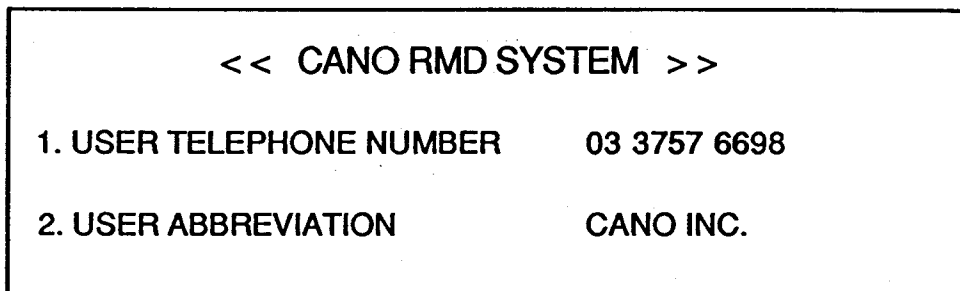 << CANO RMD SYSTEM >>
1. USER TELEPHONE NUMBER 03 3757 6698
2. USER ABBREVIATION CANO INC.